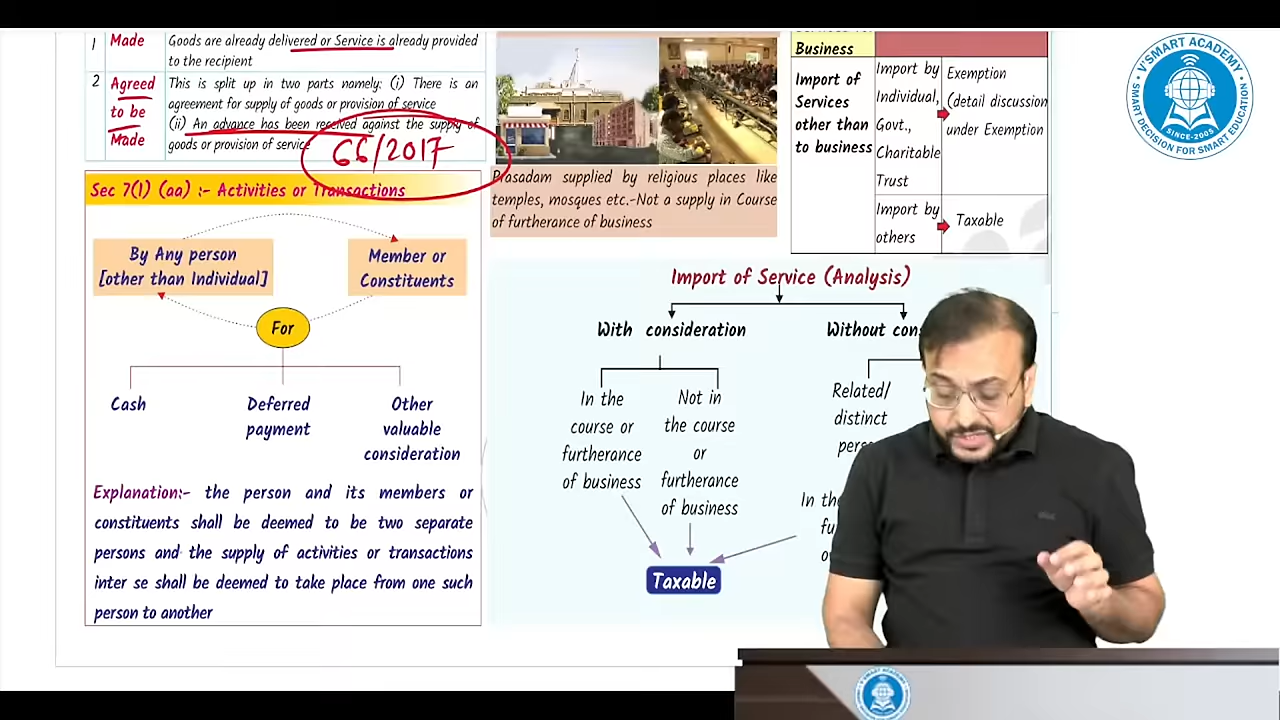 1 Made Goods are already delivered or Service is already provided
to the recipient
2 Agreed to be Made This is split up in two parts namely: (i) There is an
agreement for supply of goods or provision of service
(ii) An advance has been received against the supply of
goods or provision of service
66/2017
Sec 7(1) (aa) :- Activities or Transactions
By Any person
[other than Individual]
Member or
Constituents
For
Cash
Deferred
payment
Other
valuable
consideration
Explanation:- the person and its members or
constituents shall be deemed to be two separate
persons and the supply of activities or transactions
inter se shall be deemed to take place from one such
person to another
Prasadam supplied by religious places like
temples, mosques etc.-Not a supply in Course
of furtherance of business
Business
Import of
Services
other than
to business
Import by
Individual,
Govt.,
Charitable
Trust
Exemption
(detail discussion
under Exemption
Import by
others
Taxable
Import of Service (Analysis)
With consideration
Without
In the
course or
furtherance
of business
Not in
the course
or
furtherance
of business
Related/
distinct
In
Taxable
V'SMART ACADEMY
SMART DECISION FOR SMART EDUCATION
SINCE-2005